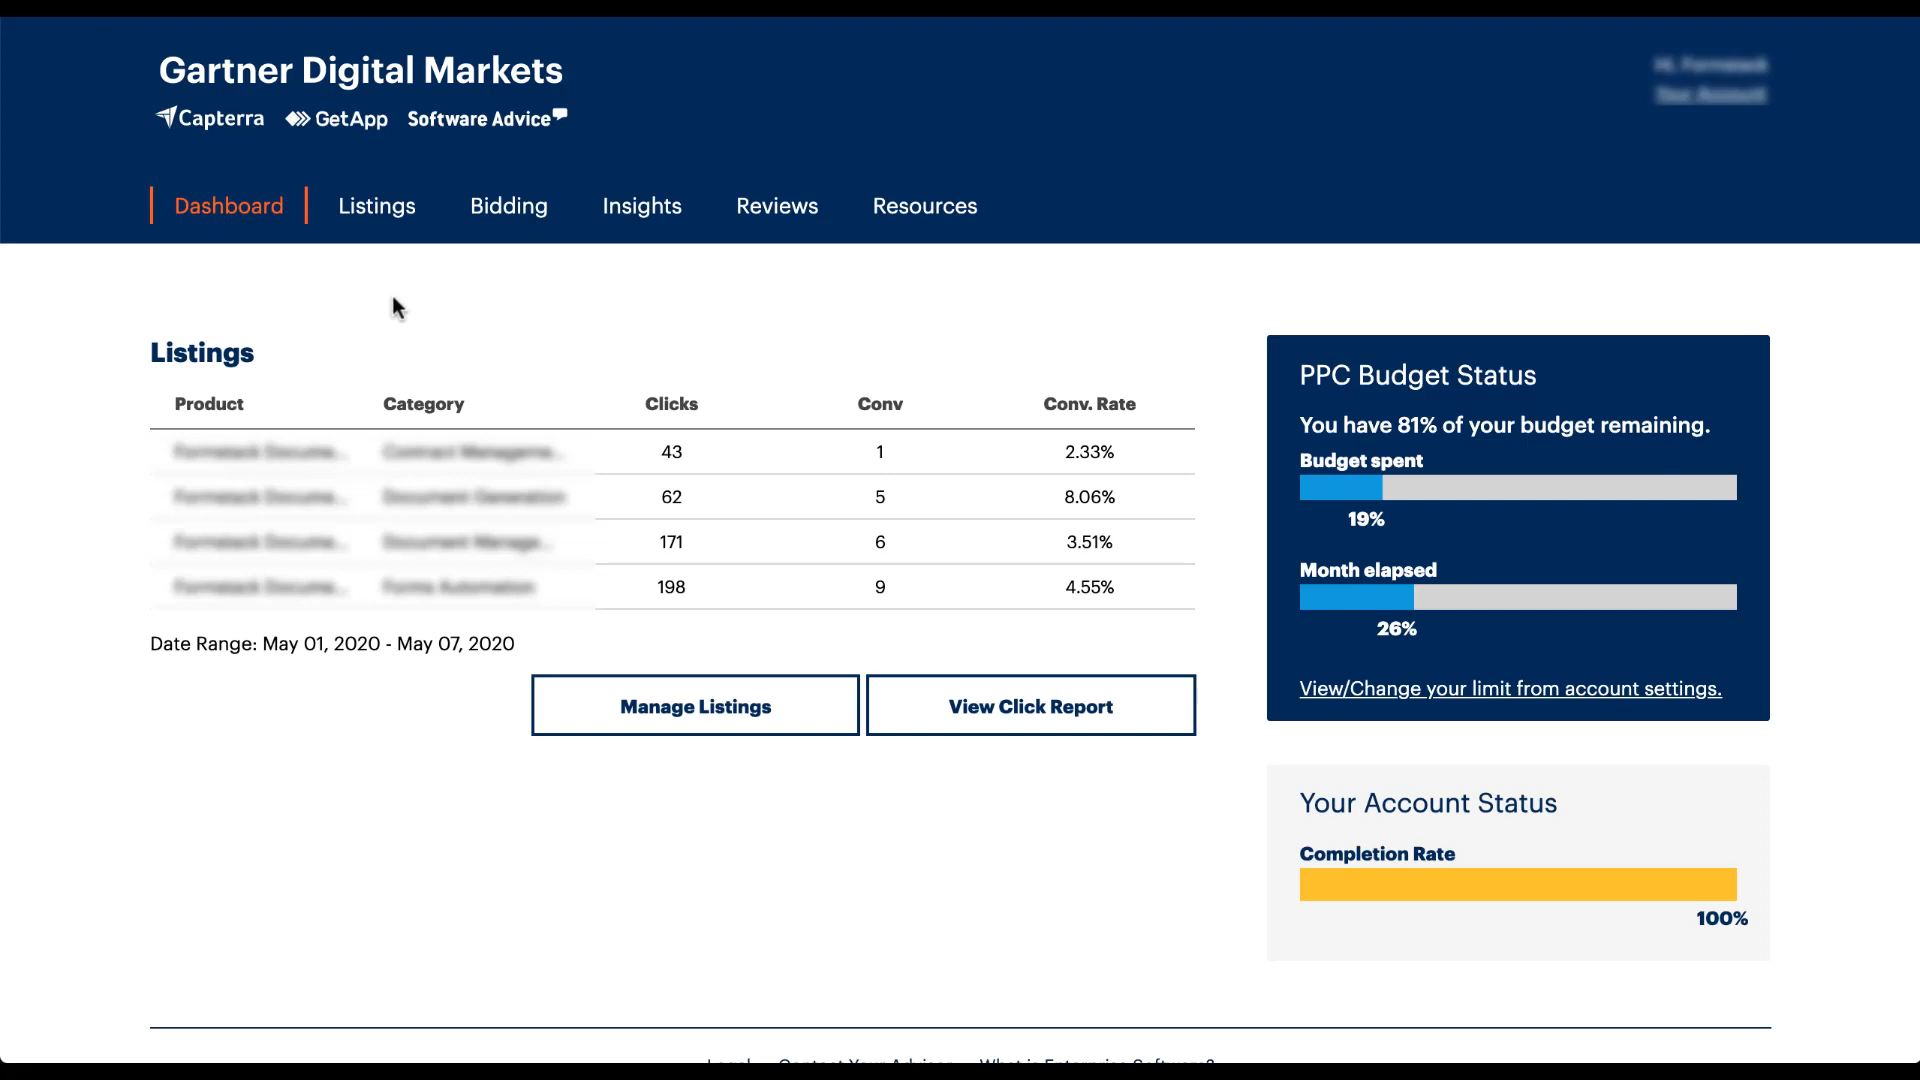 Gartner Digital Markets
Capterra GetApp Software Advice
Dashboard Listings Bidding Insights Reviews Resources
Listings
Product Category Clicks Conv Conv. Rate
43 1 2.33%
62 5 8.06%
171 6 3.51%
198 9 4.55%
Date Range: May 01, 2020 - May 07, 2020
Manage Listings View Click Report
PPC Budget Status
You have 81% of your budget remaining.
Budget spent
19%
Month elapsed
26%
View/Change your limit from account settings.
Your Account Status
Completion Rate
100%